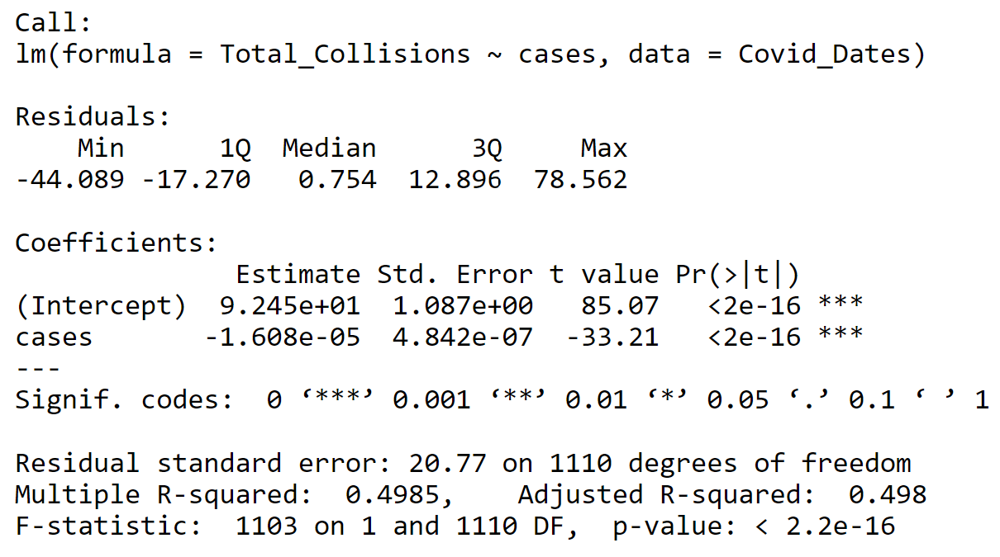 Call:
lm(formula = Total_Collisions ~ cases, data = Covid_Dates)
Residuals:
    Min      1Q  Median      3Q     Max
-44.089 -17.270   0.754  12.896  78.562
Coefficients:
              Estimate Std. Error t value Pr(>|t|)
(Intercept)  9.245e+01  1.087e+00   85.07   <2e-16 ***
cases       -1.608e-05  4.842e-07  -33.21   <2e-16 ***
---
Signif. codes:  0 ‘***’ 0.001 ‘**’ 0.01 ‘*’ 0.05 ‘.’ 0.1 ‘ ’ 1
Residual standard error: 20.77 on 1110 degrees of freedom
Multiple R-squared:  0.4985,    Adjusted R-squared:  0.498
F-statistic:  1103 on 1 and 1110 DF,  p-value: < 2.2e-16